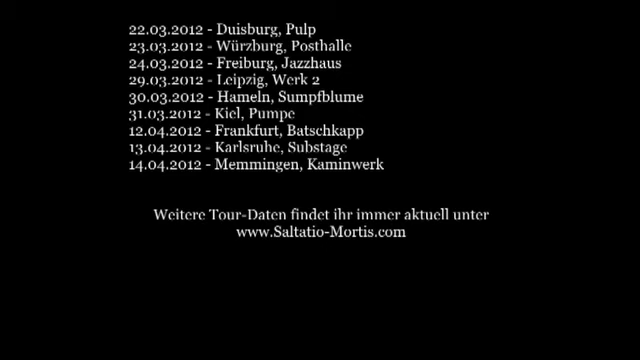 22.03.2012 - Duisburg, Pulp
23.03.2012 - Würzburg, Posthalle
24.03.2012 - Freiburg, Jazzhaus
29.03.2012 - Leipzig, Werk 2
30.03.2012 - Hameln, Sumpfblume
31.03.2012 - Kiel, Pumpe
12.04.2012 - Frankfurt, Batschkapp
13.04.2012 - Karlsruhe, Substage
14.04.2012 - Memmingen, Kaminwerk
Weitere Tour-Daten findet ihr immer aktuell unter
www.Saltatio-Mortis.com